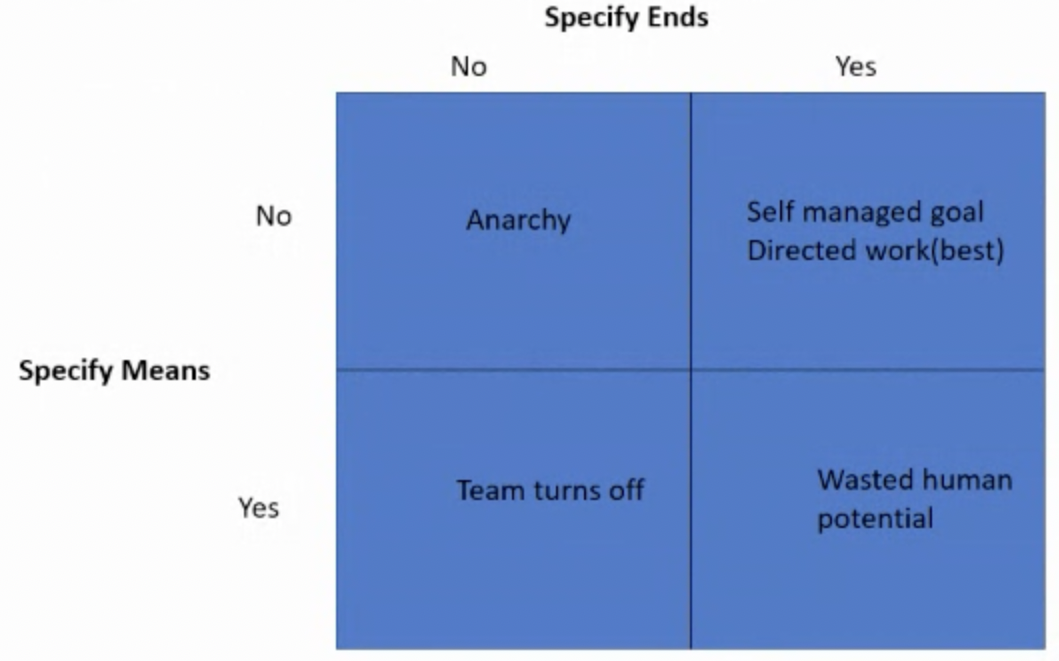 Specify Ends
No
Yes
No
Anarchy
Self managed goal
Directed work(best)
Specify Means
Yes
Team turns off
Wasted human
potential